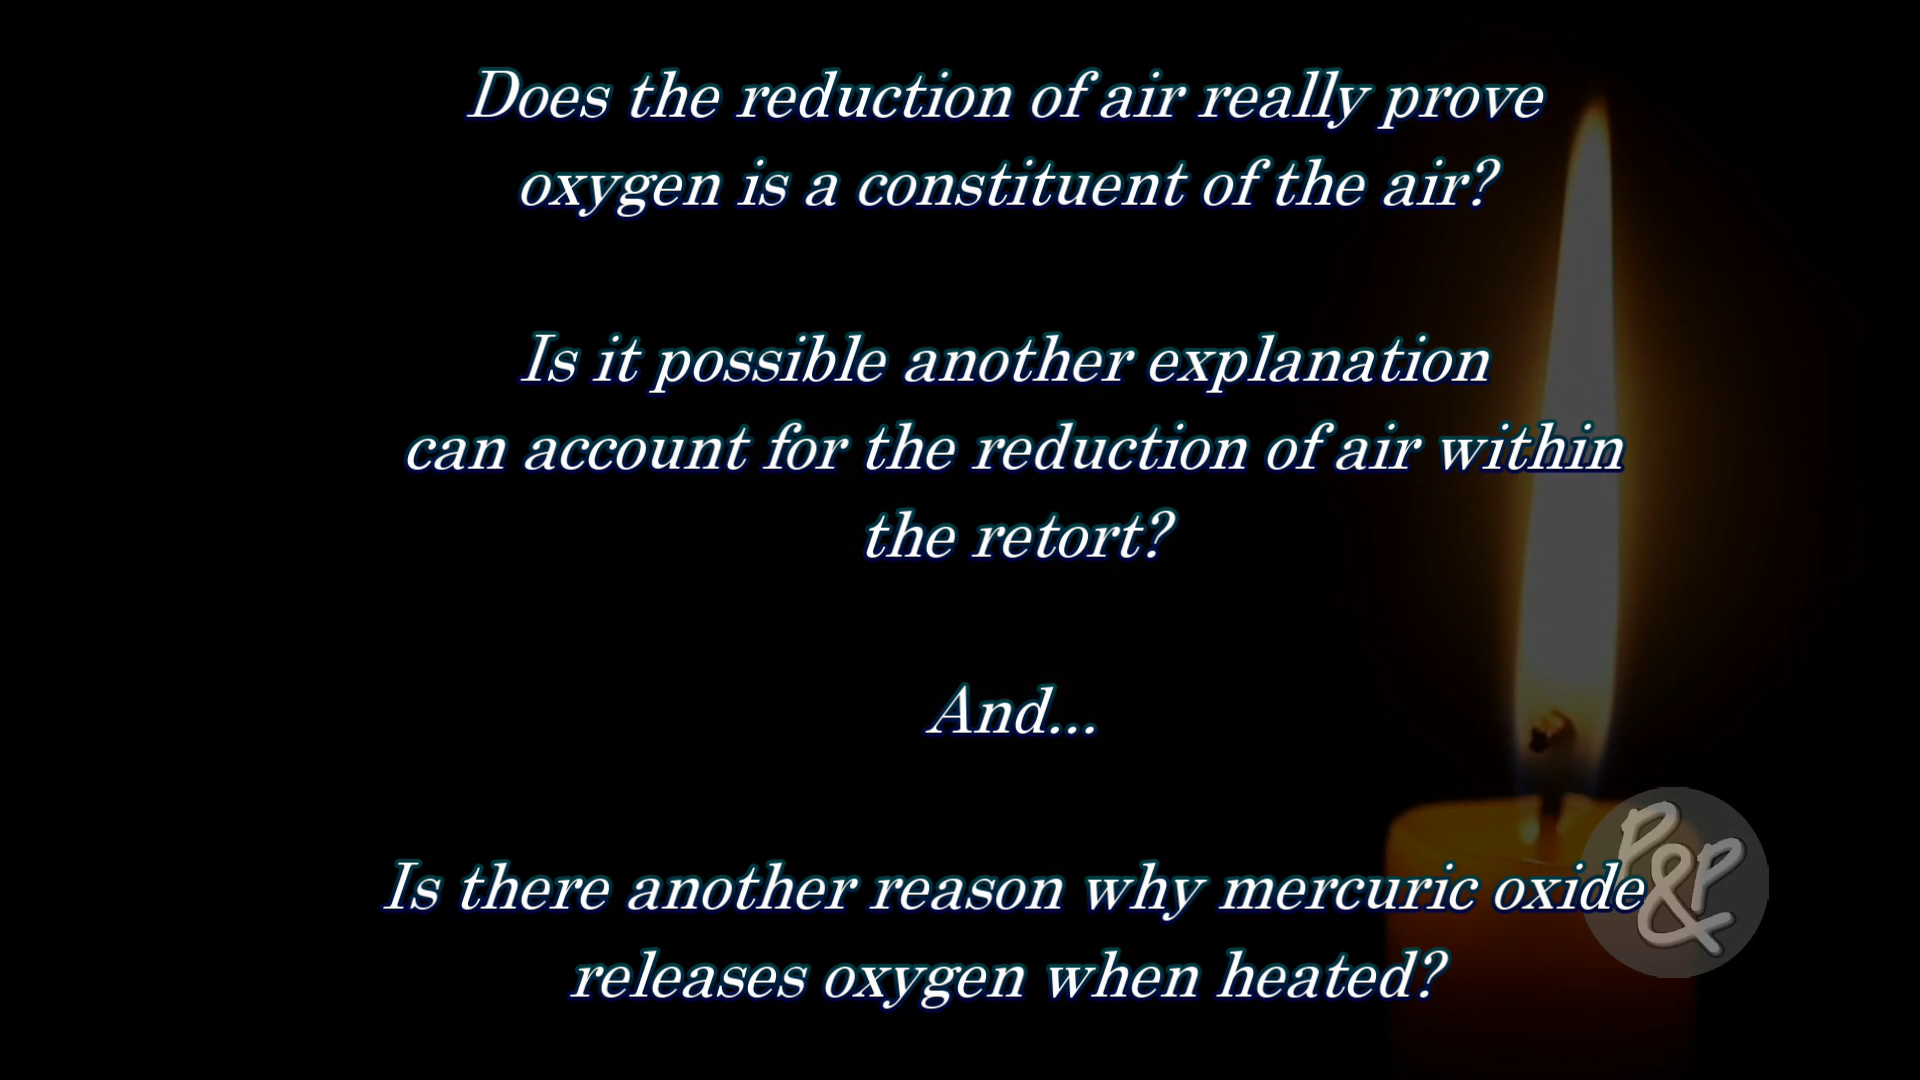 Does the reduction of air really prove
oxygen is a constituent of the air?
Is it possible another explanation
can account for the reduction of air within
the retort?
And...
Is there another reason why mercuric oxide
releases oxygen when heated?
P&P